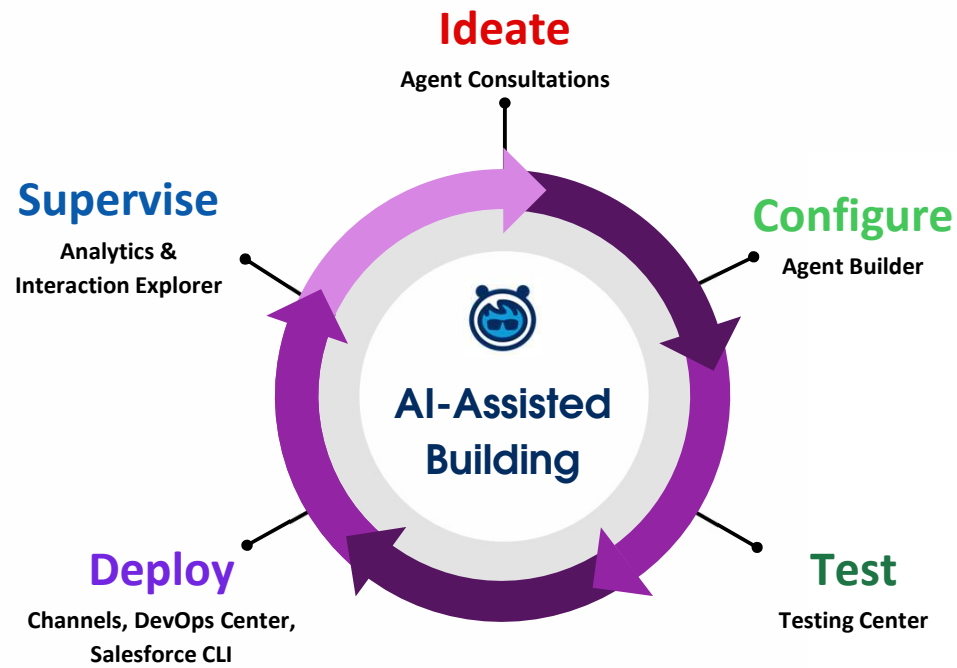 Ideate
Agent Consultations
Configure
Agent Builder
Test
Testing Center
Deploy
Channels, DevOps Center,
Salesforce CLI
Supervise
Analytics &
Interaction Explorer
AI-Assisted
Building